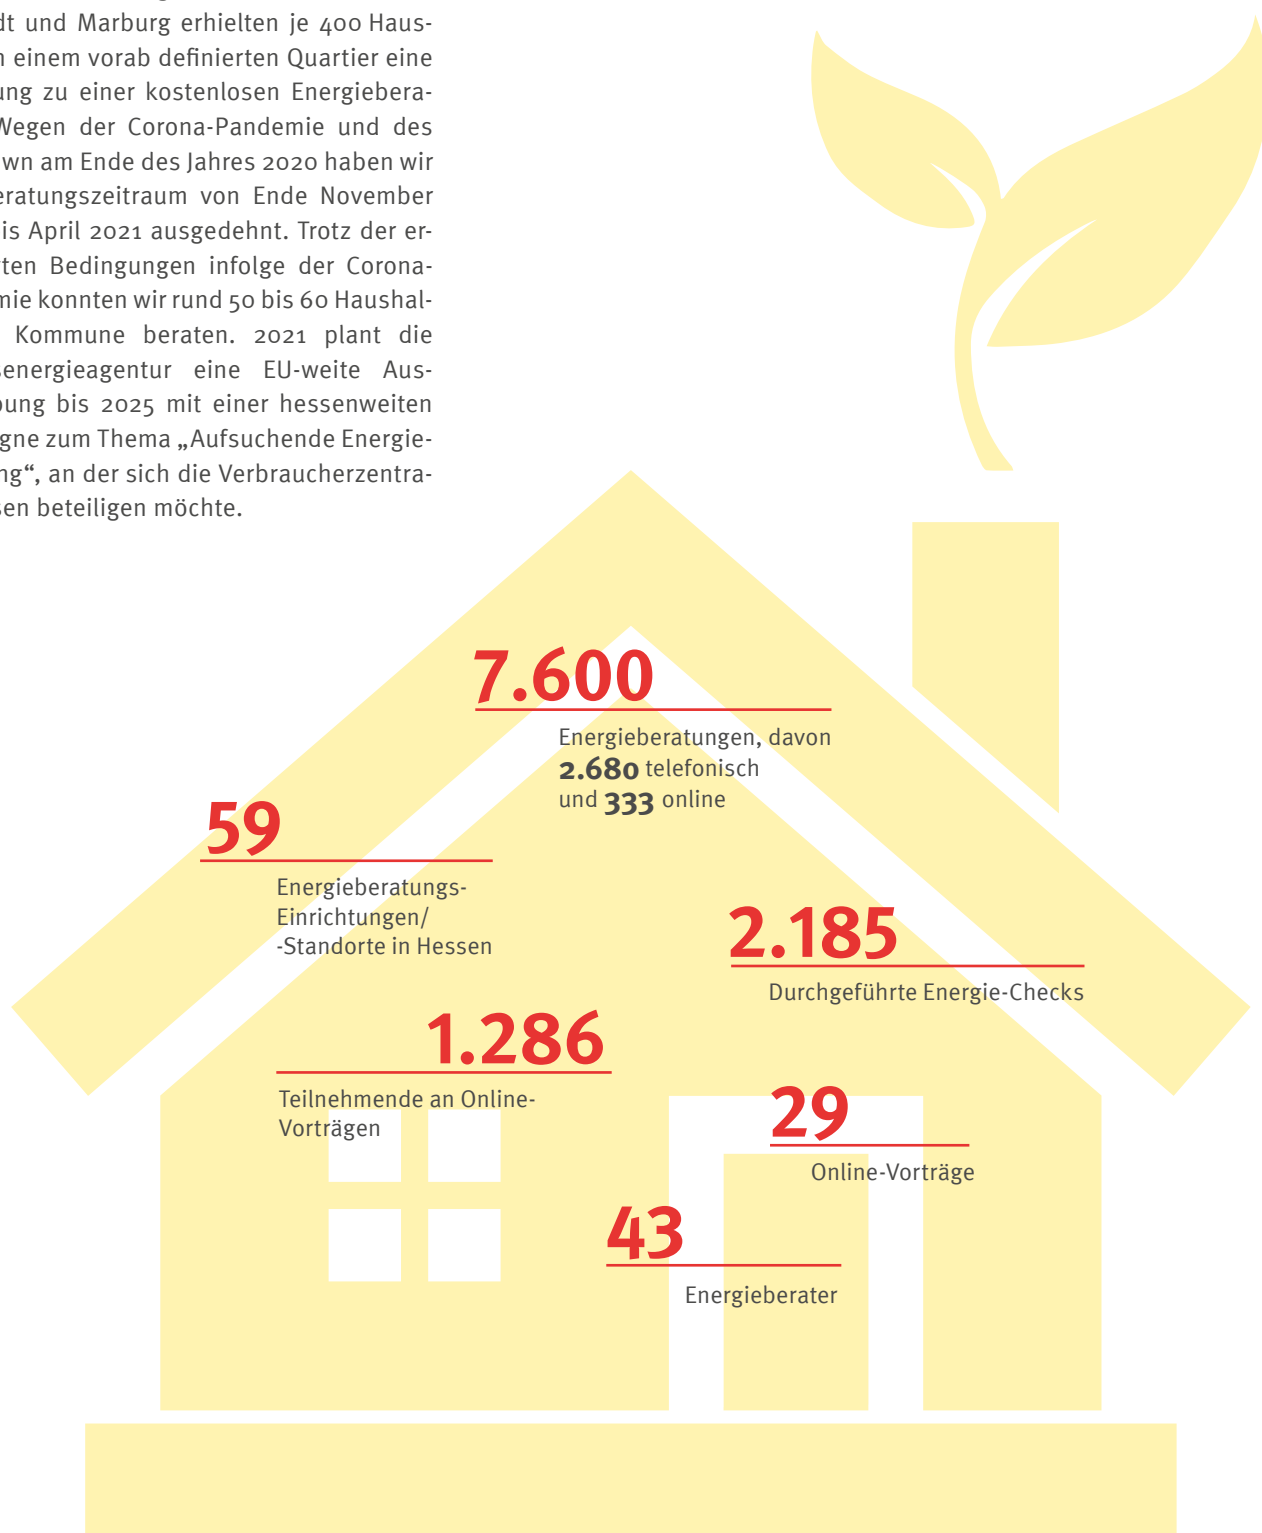 dt und Marburg erhielten je 400 Haus-
n einem vorab definierten Quartier eine
ung zu einer kostenlosen Energiebera-
Wegen der Corona-Pandemie und des
wn am Ende des Jahres 2020 haben wir
eratungszeitraum von Ende November
is April 2021 ausgedehnt. Trotz der er-
rten Bedingungen infolge der Corona-
mie konnten wir rund 50 bis 60 Haushal-
Kommune beraten. 2021 plant die
senergieagentur eine EU-weite Aus-
bung bis 2025 mit einer hessenweiten
gne zum Thema „Aufsuchende Energie-
ng“, an der sich die Verbraucherzentra-
sen beteiligen möchte.
7.600
Energieberatungen, davon
2.680 telefonisch
und 333 online
59
Energieberatungs-
Einrichtungen/
-Standorte in Hessen
2.185
Durchgeführte Energie-Checks
1.286
Teilnehmende an Online-
Vorträgen
29
Online-Vorträge
43
Energieberater